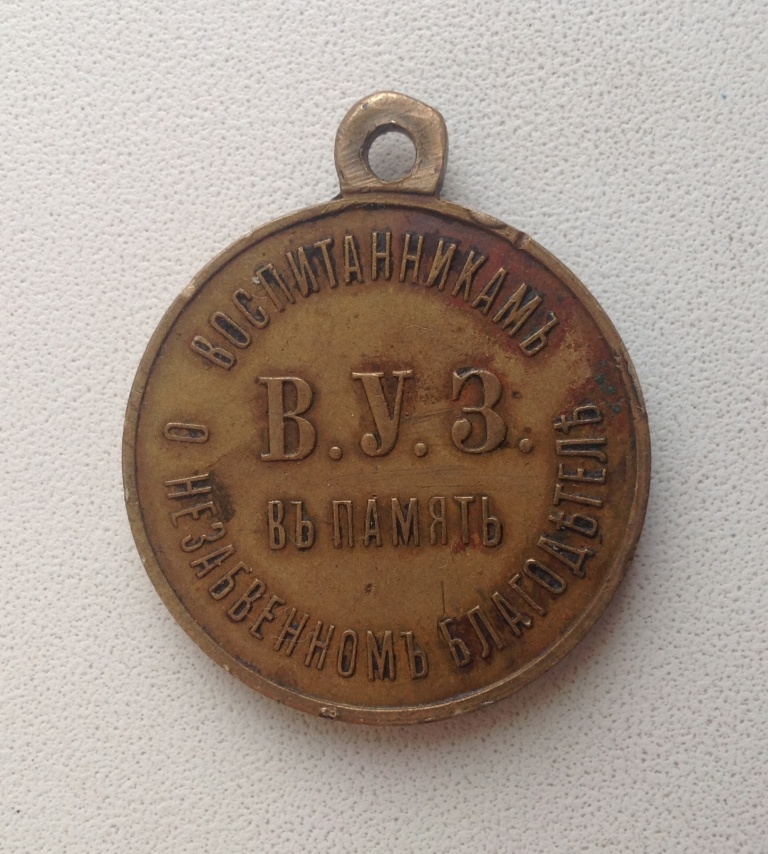 ВОСПИТАННИКАМЪ
В.У.З.
ВЪ ПАМЯТЬ
О НЕЗАБВЕННОМЪ БЛАГОДѢТЕЛѢ